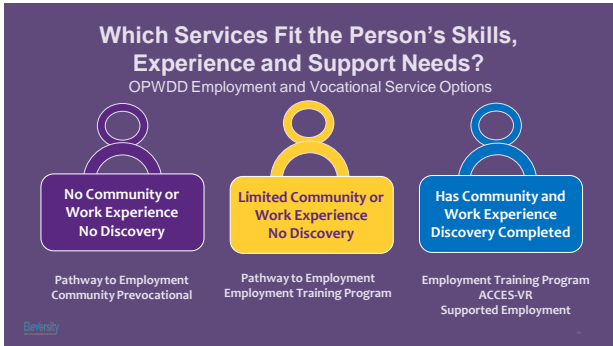 Which Services Fit the Person's Skills,
Experience and Support Needs?
OPWDD Employment and Vocational Service Options
No Community or
Work Experience
No Discovery
Limited Community or
Work Experience
No Discovery
Has Community and
Work Experience
Discovery Completed
Pathway to Employment
Community Prevocational
Pathway to Employment
Employment Training Program
Employment Training Program
ACCES-VR
Supported Employment
Eleversity